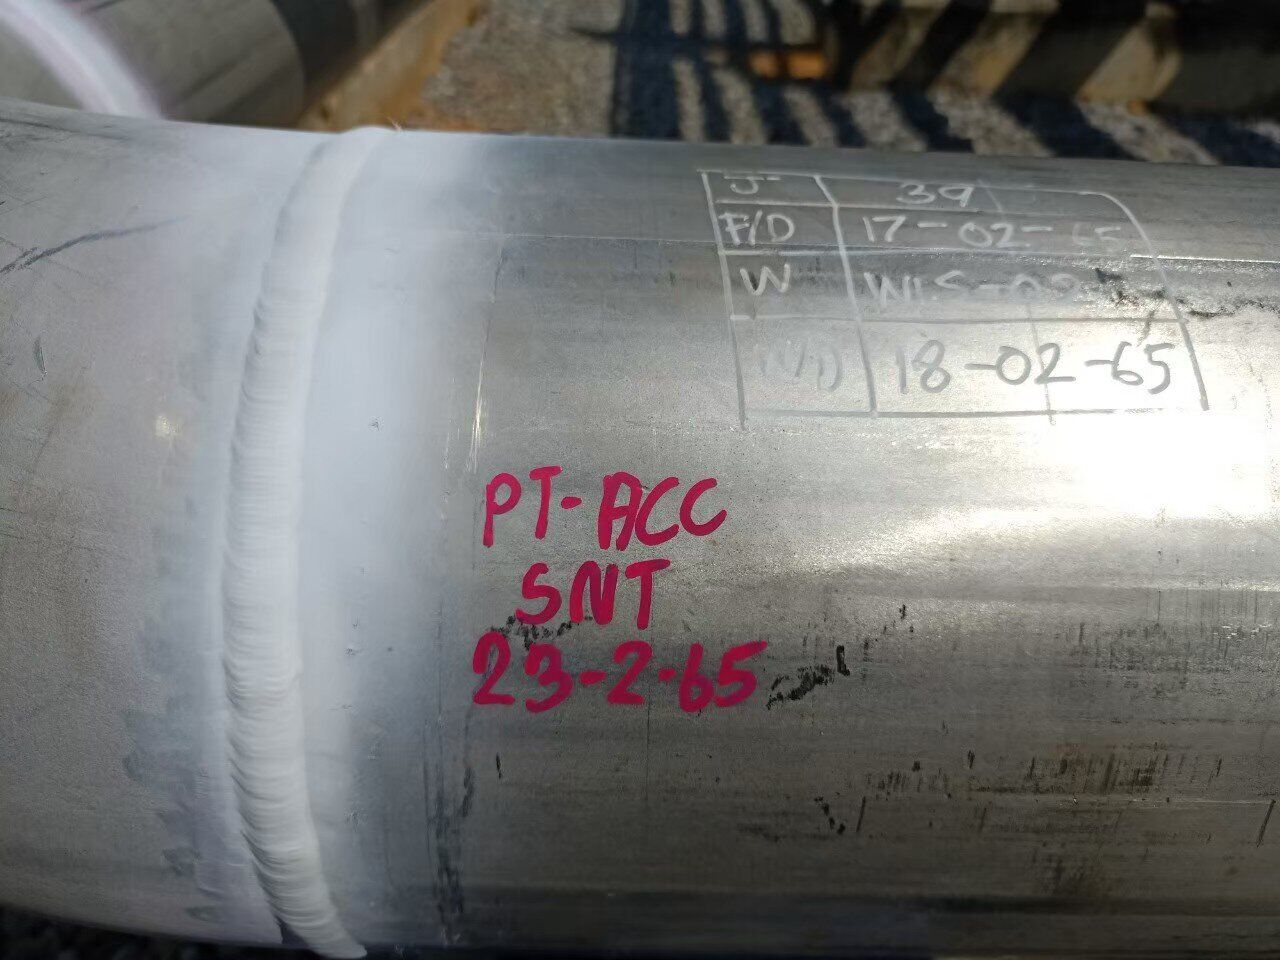 J 39
F/D 17-02-65
W
18-02-65
PT-ACC
SNT
23-2-65